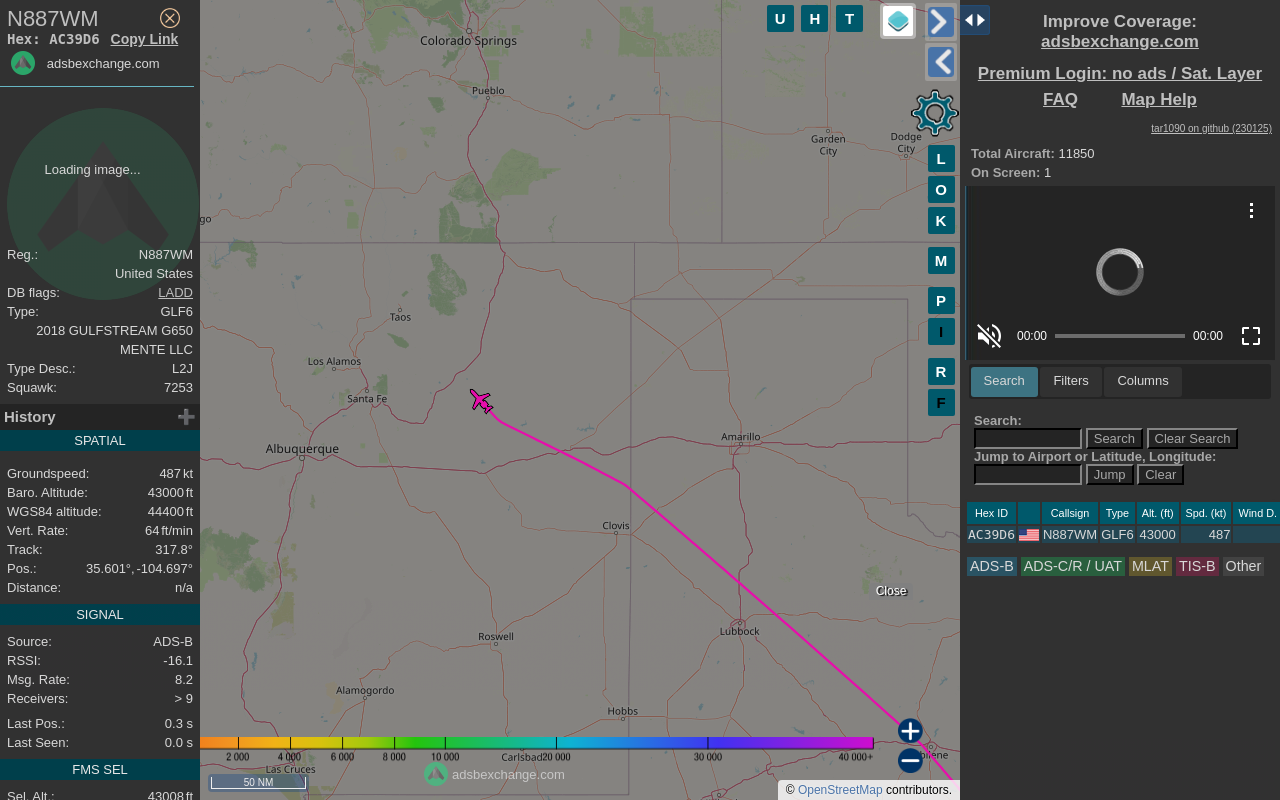 N887WM
Hex: AC39D6 Copy Link
adsbexchange.com
Loading image...
Reg.: N887WM
United States
DB flags: LADD
Type: GLF6
2018 GULFSTREAM G650
MENTE LLC
Type Desc.: L2J
Squawk: 7253
History
SPATIAL
Groundspeed: 487 kt
Baro. Altitude: 43000 ft
WGS84 altitude: 44400 ft
Vert. Rate: 64 ft/min
Track: 317.8°
Pos.: 35.601°, -104.697°
Distance: n/a
SIGNAL
Source: ADS-B
RSSI: -16.1
Msg. Rate: 8.2
Receivers: > 9
Last Pos.: 0.3 s
Last Seen: 0.0 s
FMS SEL
Sel. Alt.: 43008 ft
U H T
Colorado Springs
Pueblo
Garden City
Dodge City
go
Taos
Los Alamos
Santa Fe
Albuquerque
Amarillo
Clovis
Close
Lubbock
Roswell
Alamogordo
Hobbs
Carlsbad
Las Cruces
bilene
L
O
K
M
P
I
R
F
2 000 4 000 6 000 8 000 10 000 20 000 30 000 40 000+
50 NM
adsbexchange.com
© OpenStreetMap contributors.
Improve Coverage:
adsbexchange.com
Premium Login: no ads / Sat. Layer
FAQ Map Help
tar1090 on github (230125)
Total Aircraft: 11850
On Screen: 1
00:00 00:00
Search Filters Columns
Search:
Search Clear Search
Jump to Airport or Latitude, Longitude:
Jump Clear
Hex ID Callsign Type Alt. (ft) Spd. (kt) Wind D.
AC39D6 N887WM GLF6 43000 487
ADS-B ADS-C/R / UAT MLAT TIS-B Other